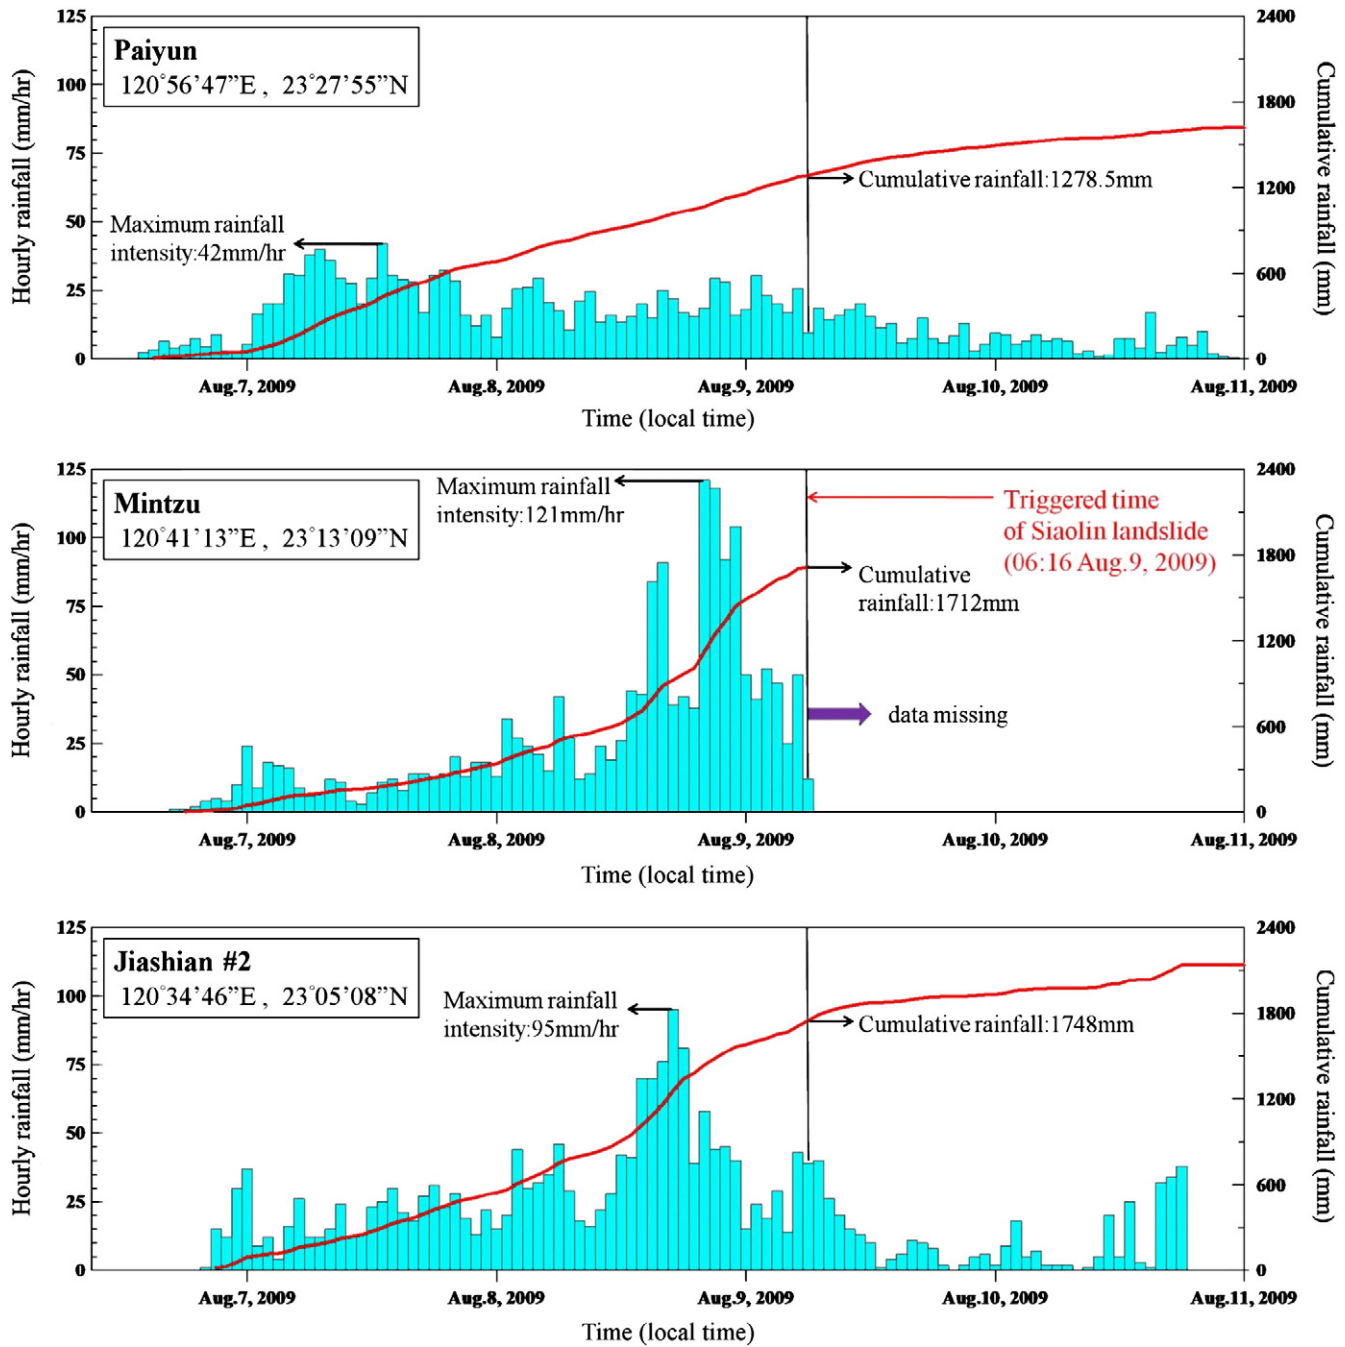 Paiyun
120°56’47”E , 23°27’55”N
Hourly rainfall (mm/hr)
125
100
75
50
25
0
Cumulative rainfall (mm)
2400
1800
1200
600
0
Maximum rainfall
intensity:42mm/hr
Cumulative rainfall:1278.5mm
Aug.7, 2009
Aug.8, 2009
Aug.9, 2009
Aug.10, 2009
Aug.11, 2009
Time (local time)
Mintzu
120°41’13”E , 23°13’09”N
Hourly rainfall (mm/hr)
125
100
75
50
25
0
Cumulative rainfall (mm)
2400
1800
1200
600
0
Maximum rainfall
intensity:121mm/hr
Triggered time
of Siaolin landslide
(06:16 Aug.9, 2009)
Cumulative
rainfall:1712mm
data missing
Aug.7, 2009
Aug.8, 2009
Aug.9, 2009
Aug.10, 2009
Aug.11, 2009
Time (local time)
Jiashian #2
120°34’46”E , 23°05’08”N
Hourly rainfall (mm/hr)
125
100
75
50
25
0
Cumulative rainfall (mm)
2400
1800
1200
600
0
Maximum rainfall
intensity:95mm/hr
Cumulative rainfall:1748mm
Aug.7, 2009
Aug.8, 2009
Aug.9, 2009
Aug.10, 2009
Aug.11, 2009
Time (local time)